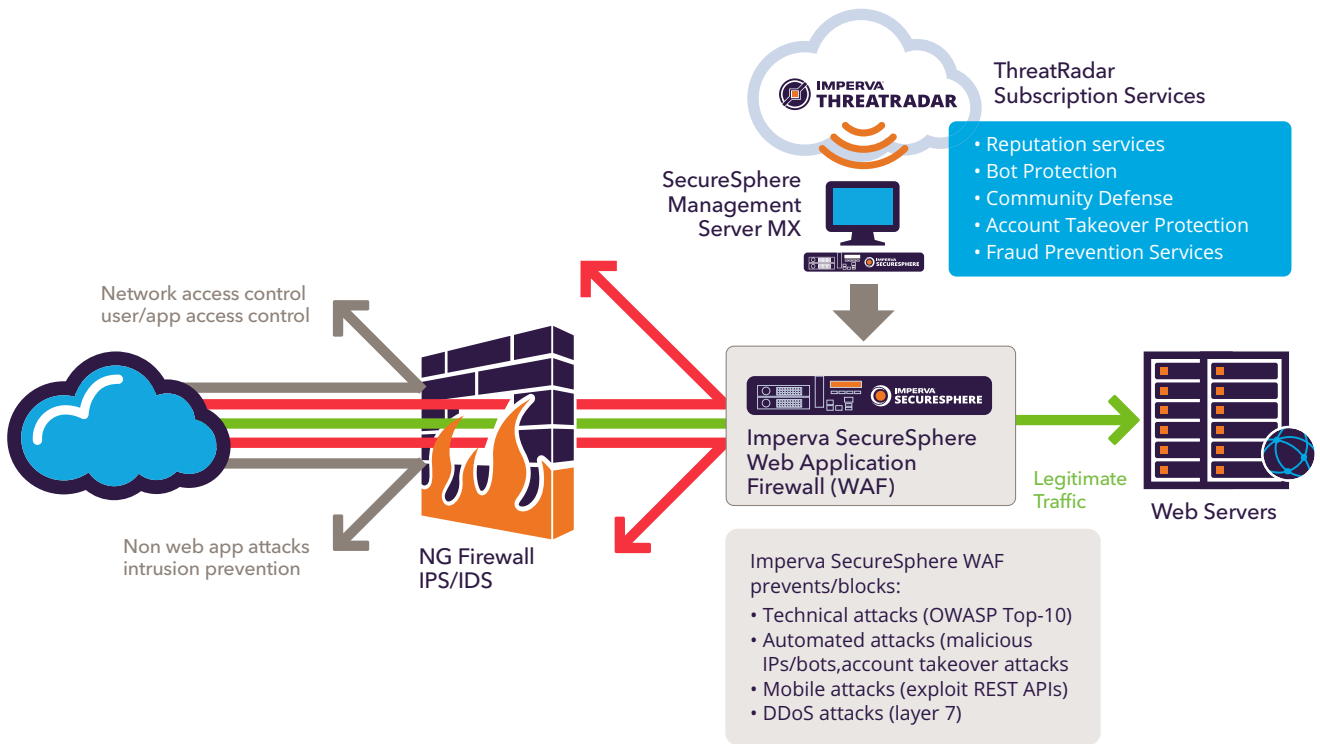 IMPERVA
THREATRADAR
ThreatRadar
Subscription Services
• Reputation services
• Bot Protection
• Community Defense
• Account Takeover Protection
• Fraud Prevention Services
SecureSphere
Management
Server MX
IMPERVA
SECURESPHERE
Network access control
user/app access control
Non web app attacks
intrusion prevention
NG Firewall
IPS/IDS
IMPERVA
SECURESPHERE
Imperva SecureSphere
Web Application
Firewall (WAF)
Legitimate
Traffic
Web Servers
Imperva SecureSphere WAF
prevents/blocks:
• Technical attacks (OWASP Top-10)
• Automated attacks (malicious
IPs/bots,account takeover attacks
• Mobile attacks (exploit REST APIs)
• DDoS attacks (layer 7)